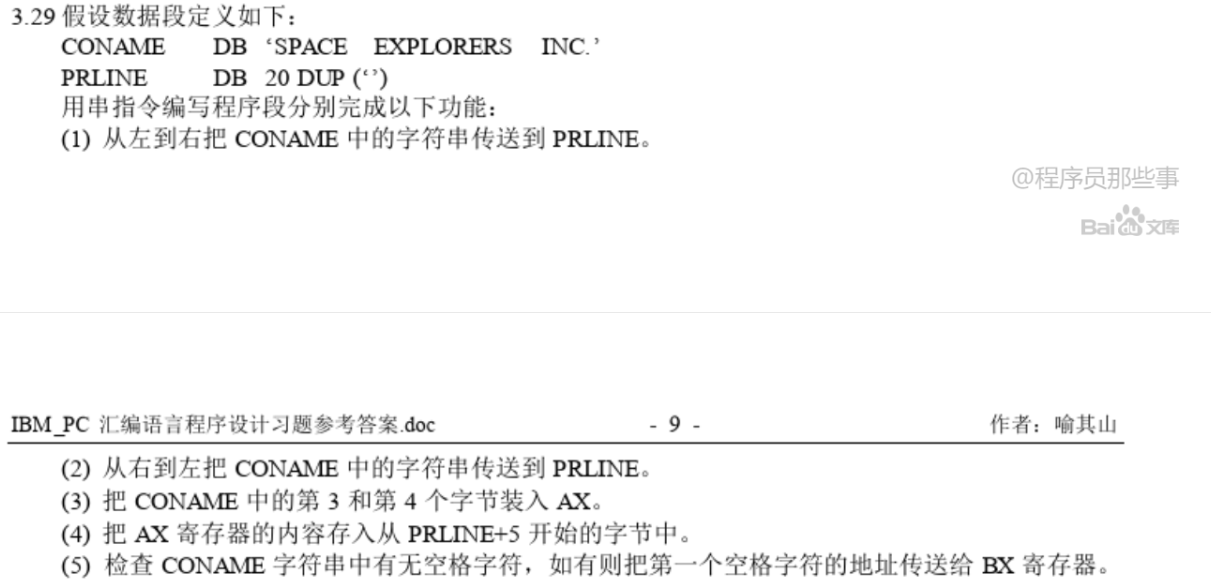 3.29 假设数据段定义如下：
CONAME DB ‘SPACE EXPLORERS INC.’
PRLINE DB 20 DUP (‘ ’)
用串指令编写程序段分别完成以下功能：
(1) 从左到右把 CONAME 中的字符串传送到 PRLINE。
@程序员那些事
Bai du 文库
IBM_PC 汇编语言程序设计习题参考答案.doc - 9 - 作者：喻其山
(2) 从右到左把 CONAME 中的字符串传送到 PRLINE。
(3) 把 CONAME 中的第 3 和第 4 个字节装入 AX。
(4) 把 AX 寄存器的内容存入从 PRLINE+5 开始的字节中。
(5) 检查 CONAME 字符串中有无空格字符，如有则把第一个空格字符的地址传送给 BX 寄存器。